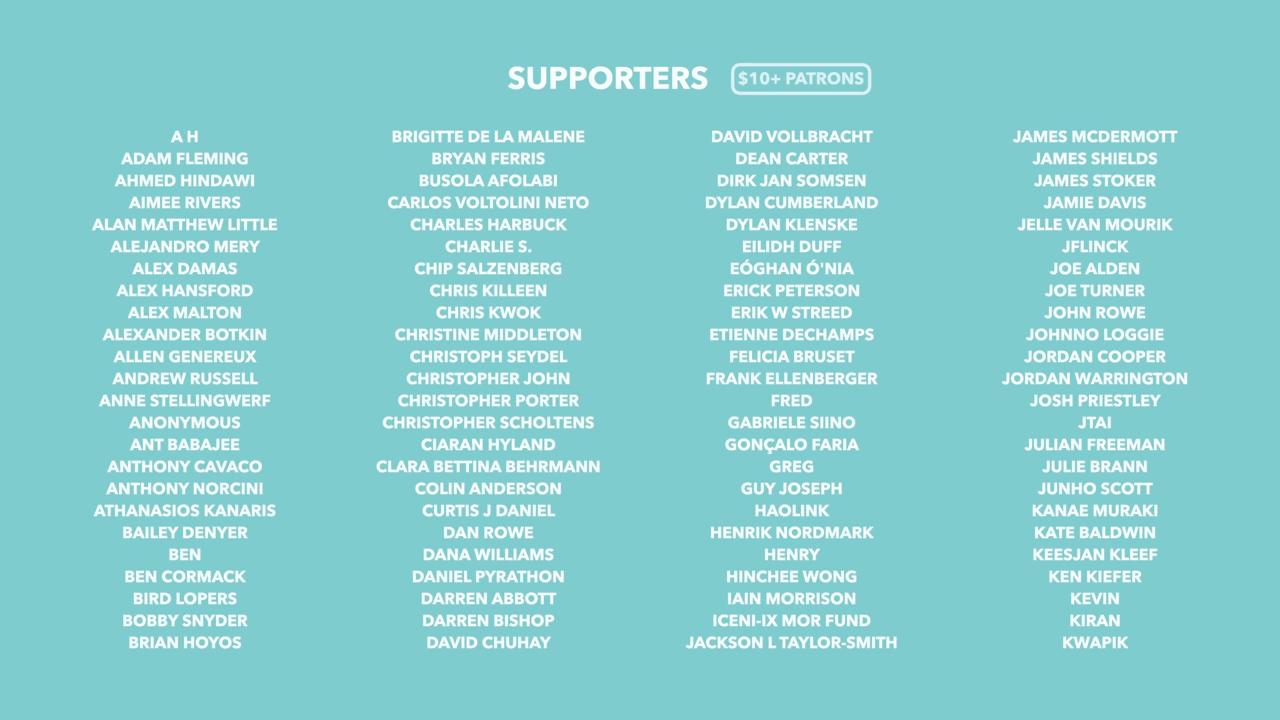 SUPPORTERS $10+ PATRONS
A H
ADAM FLEMING
AHMED HINDAWI
AIMEE RIVERS
ALAN MATTHEW LITTLE
ALEJANDRO MERY
ALEX DAMAS
ALEX HANSFORD
ALEX MALTON
ALEXANDER BOTKIN
ALLEN GENEREUX
ANDREW RUSSELL
ANNE STELLINGWERF
ANONYMOUS
ANT BABAJEE
ANTHONY CAVACO
ANTHONY NORCINI
ATHANASIOS KANARIS
BAILEY DENYER
BEN
BEN CORMACK
BIRD LOPERS
BOBBY SNYDER
BRIAN HOYOS
BRIGITTE DE LA MALENE
BRYAN FERRIS
BUSOLA AFOLABI
CARLOS VOLTOLINI NETO
CHARLES HARBUCK
CHARLIE S.
CHIP SALZENBERG
CHRIS KILLEEN
CHRIS KWOK
CHRISTINE MIDDLETON
CHRISTOPH SEYDEL
CHRISTOPHER JOHN
CHRISTOPHER PORTER
CHRISTOPHER SCHOLTENS
CIARAN HYLAND
CLARA BETTINA BEHRMANN
COLIN ANDERSON
CURTIS J DANIEL
DAN ROWE
DANA WILLIAMS
DANIEL PYRATHON
DARREN ABBOTT
DARREN BISHOP
DAVID CHUHAY
DAVID VOLLBRACHT
DEAN CARTER
DIRK JAN SOMSEN
DYLAN CUMBERLAND
DYLAN KLENSKE
EILIDH DUFF
EÓGHAN Ó'NIA
ERICK PETERSON
ERIK W STREED
ETIENNE DECHAMPS
FELICIA BRUSET
FRANK ELLENBERGER
FRED
GABRIELE SIINO
GONÇALO FARIA
GREG
GUY JOSEPH
HAOLINK
HENRIK NORDMARK
HENRY
HINCHEE WONG
IAIN MORRISON
ICENI-IX MOR FUND
JACKSON L TAYLOR-SMITH
JAMES MCDERMOTT
JAMES SHIELDS
JAMES STOKER
JAMIE DAVIS
JELLE VAN MOURIK
JFLINCK
JOE ALDEN
JOE TURNER
JOHN ROWE
JOHNNO LOGGIE
JORDAN COOPER
JORDAN WARRINGTON
JOSH PRIESTLEY
JTAI
JULIAN FREEMAN
JULIE BRANN
JUNHO SCOTT
KANAE MURAKI
KATE BALDWIN
KEESJAN KLEEF
KEN KIEFER
KEVIN
KIRAN
KWAPIK